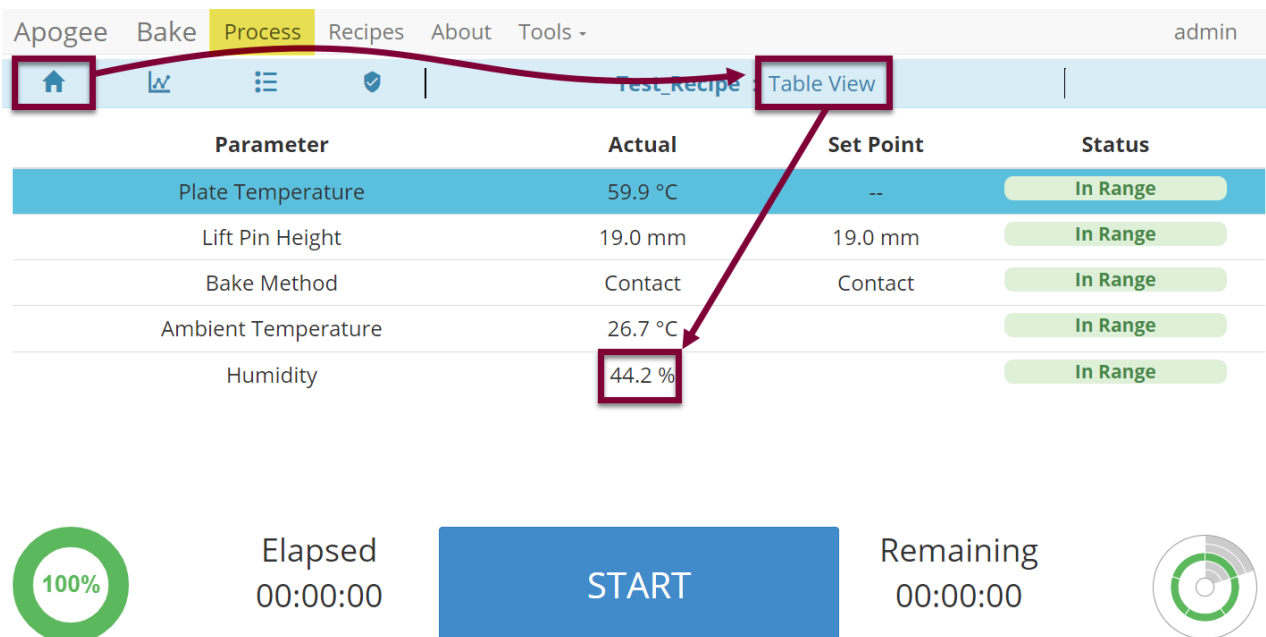 Apogee Bake Process Recipes About Tools admin
Test_Recipe : Table View
Parameter Actual Set Point Status
Plate Temperature 59.9 °C -- In Range
Lift Pin Height 19.0 mm 19.0 mm In Range
Bake Method Contact Contact In Range
Ambient Temperature 26.7 °C In Range
Humidity 44.2 % In Range
100% Elapsed START Remaining
00:00:00 00:00:00